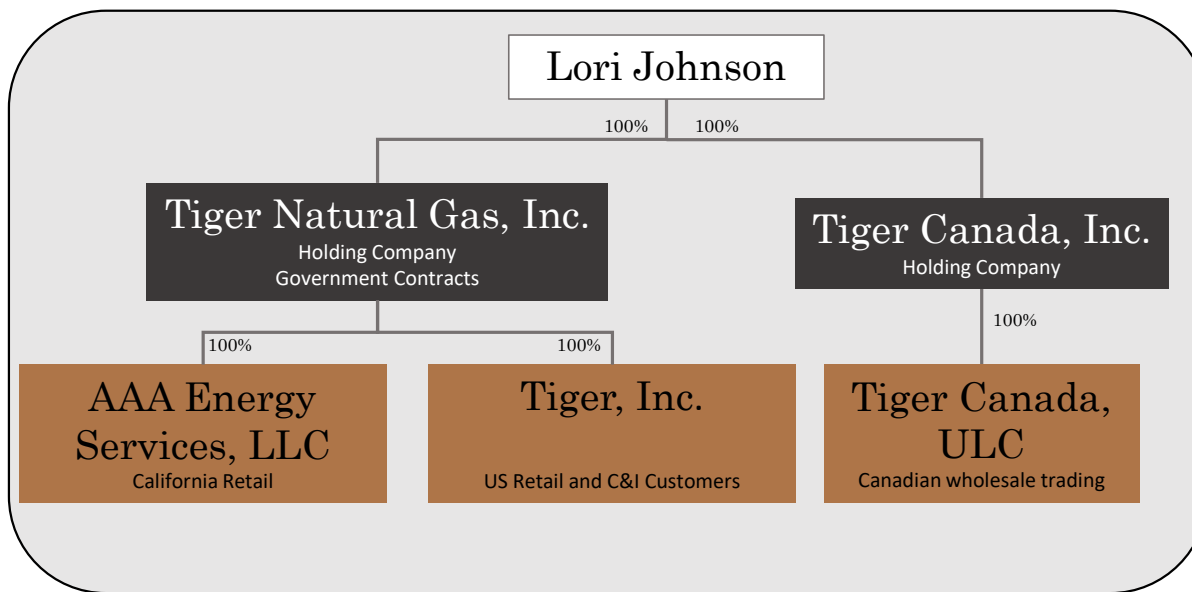 Lori Johnson
100%
100%
Tiger Natural Gas, Inc.
Holding Company
Government Contracts
Tiger Canada, Inc.
Holding Company
100%
100%
100%
AAA Energy
Services, LLC
California Retail
Tiger, Inc.
US Retail and C&I Customers
Tiger Canada,
ULC
Canadian wholesale trading